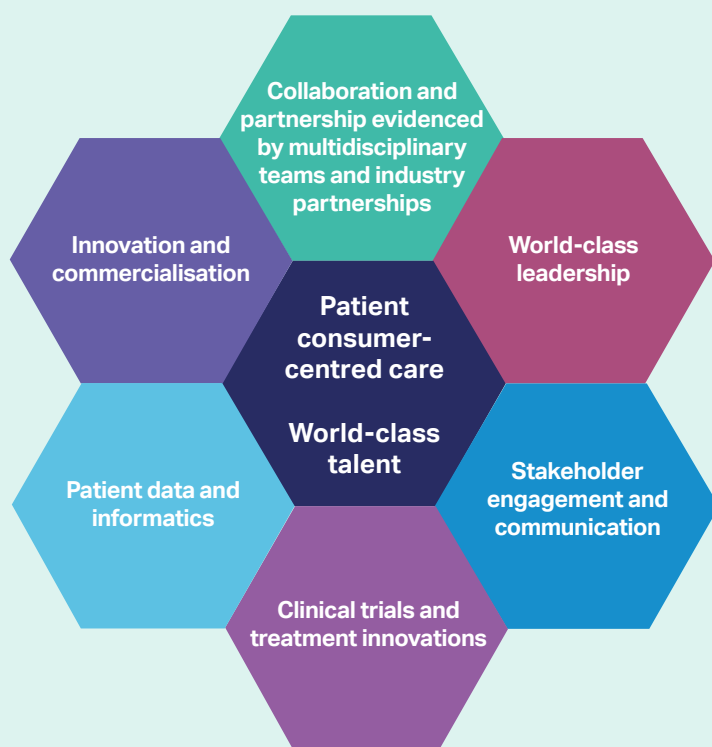 Collaboration and
partnership evidenced
by multidisciplinary
teams and industry
partnerships
Innovation and
commercialisation
World-class
leadership
Patient
consumer-
centred care
World-class
talent
Patient data and
informatics
Stakeholder
engagement and
communication
Clinical trials and
treatment innovations